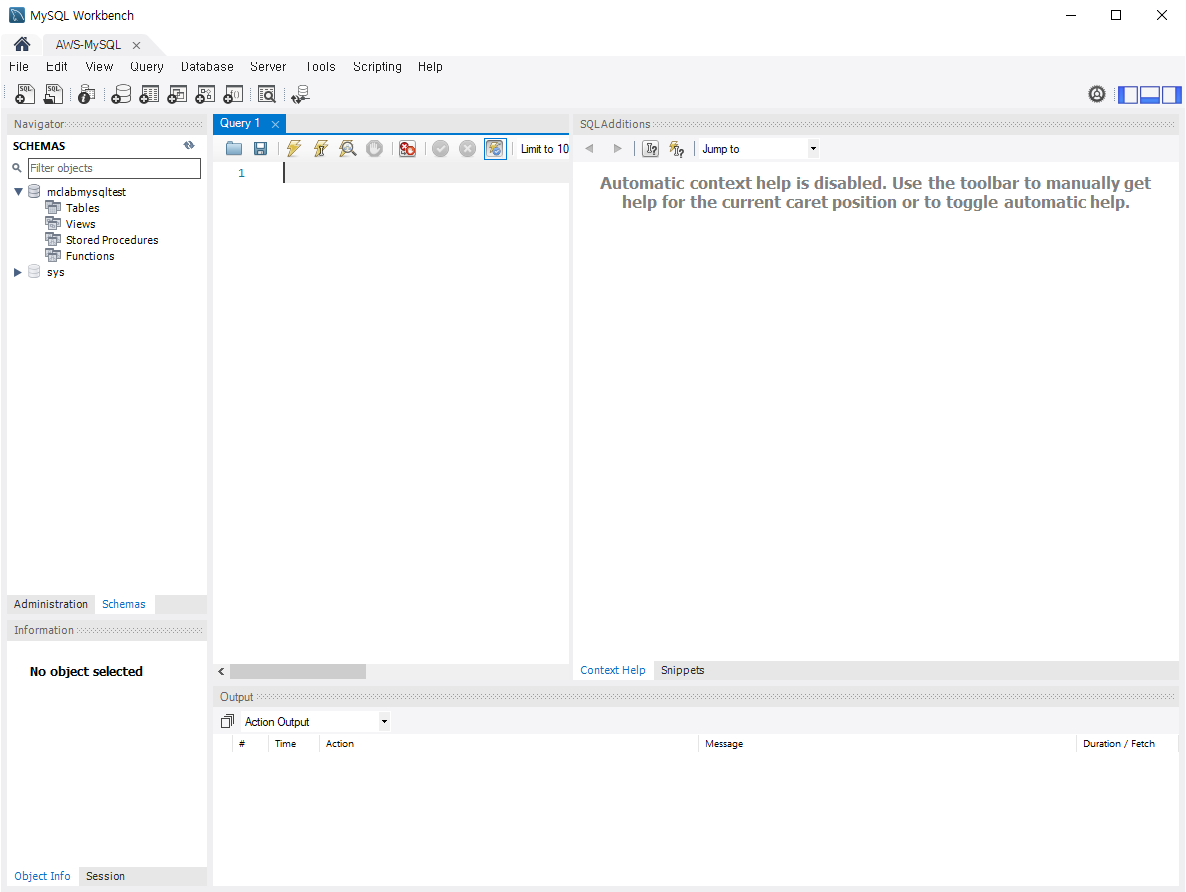 MySQL Workbench
AWS-MySQL
File Edit View Query Database Server Tools Scripting Help
Navigator
SCHEMAS
Filter objects
mclabmysqltest
Tables
Views
Stored Procedures
Functions
sys
Administration Schemas
Information
No object selected
Object Info Session
Query 1
Limit to 10
1
SQLAdditions
Jump to
Automatic context help is disabled. Use the toolbar to manually get
help for the current caret position or to toggle automatic help.
Context Help Snippets
Output
Action Output
# Time Action Message Duration / Fetch